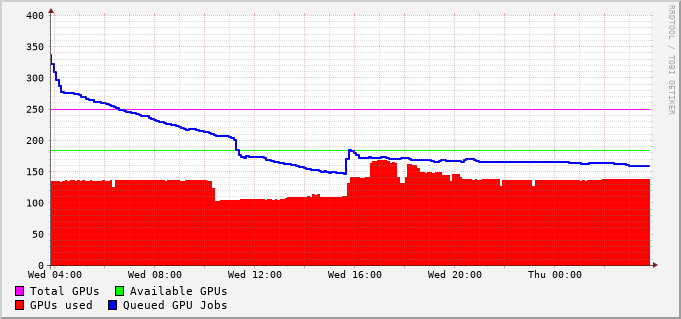 RRDTOOL / TOBI OETIKER
400
350
300
250
200
150
100
50
0
Wed 04:00 Wed 08:00 Wed 12:00 Wed 16:00 Wed 20:00 Thu 00:00
Total GPUs Available GPUs
GPUs used Queued GPU Jobs